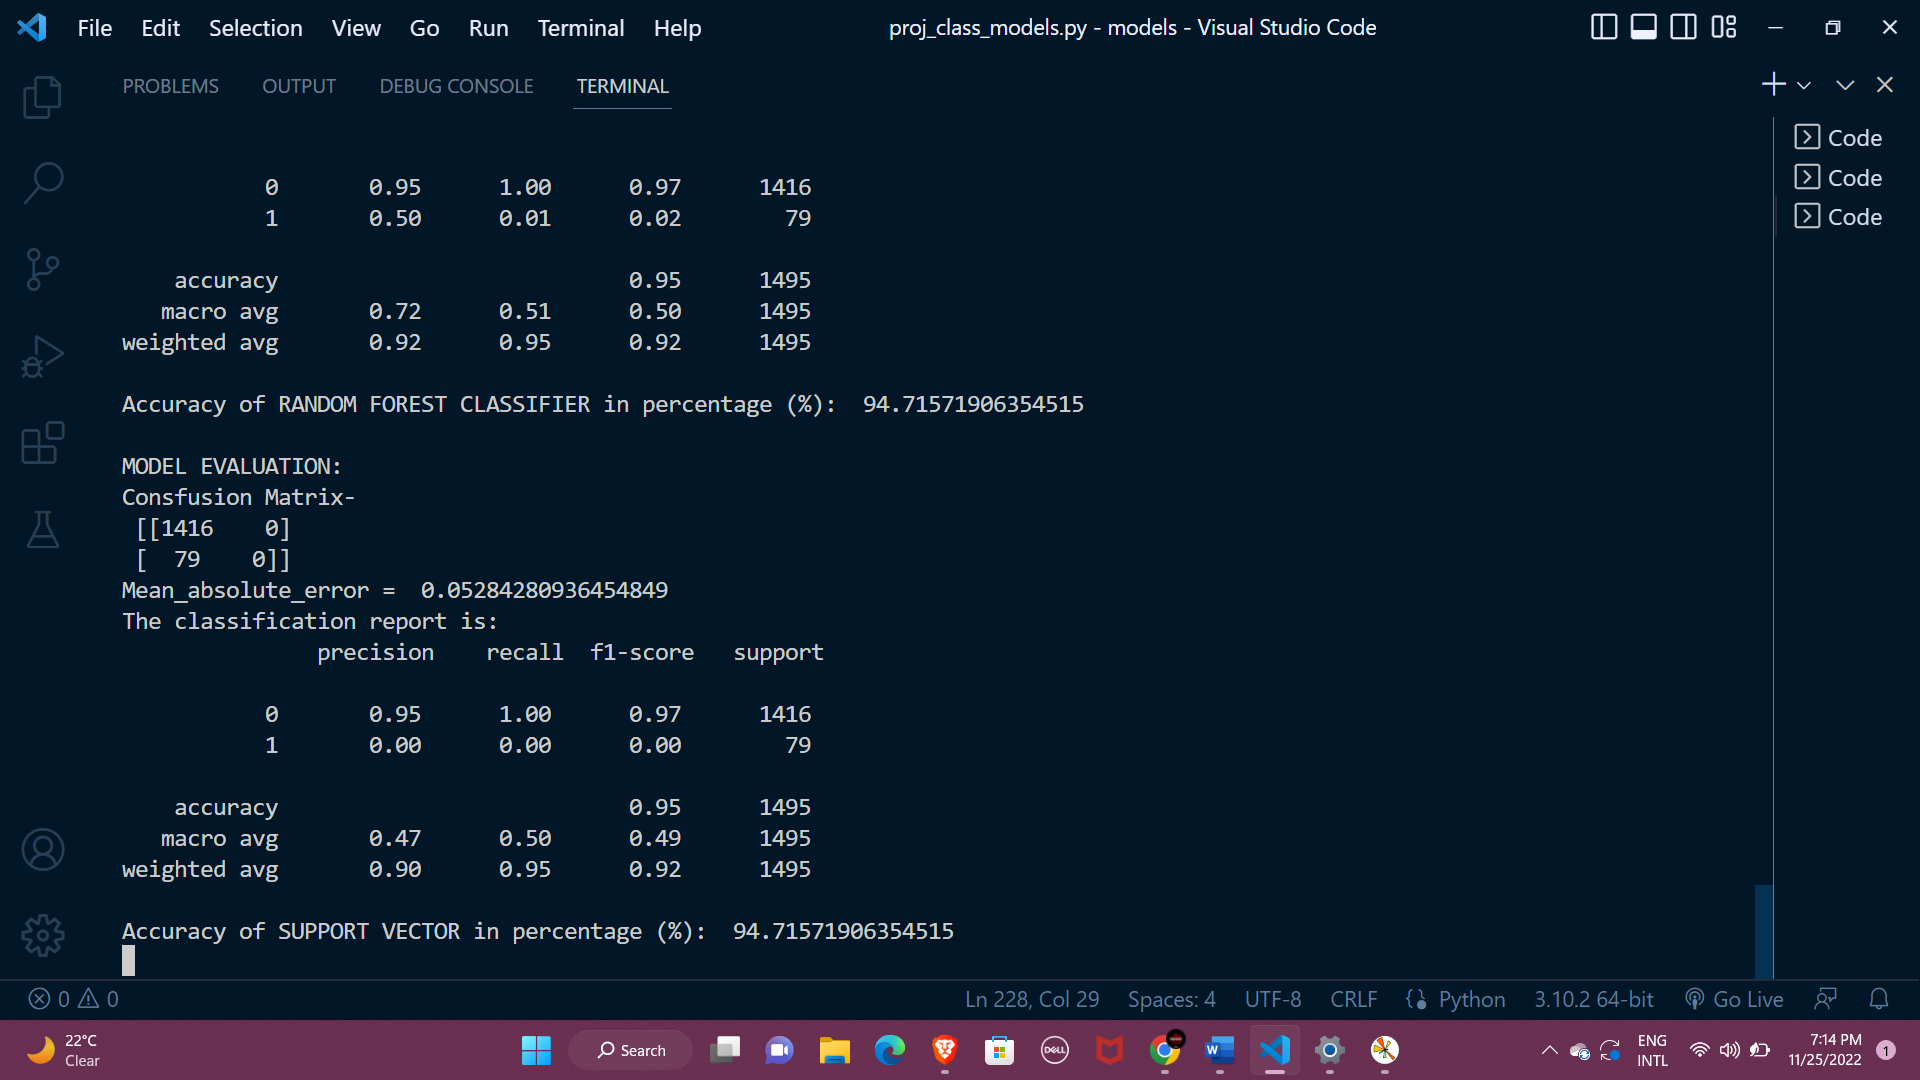 File Edit Selection View Go Run Terminal Help
proj_class_models.py - models - Visual Studio Code
PROBLEMS OUTPUT DEBUG CONSOLE TERMINAL
Code
Code
Code
0 0.95 1.00 0.97 1416
1 0.50 0.01 0.02 79
accuracy 0.95 1495
macro avg 0.72 0.51 0.50 1495
weighted avg 0.92 0.95 0.92 1495
Accuracy of RANDOM FOREST CLASSIFIER in percentage (%): 94.71571906354515
MODEL EVALUATION:
Consfusion Matrix-
[[1416 0]
[ 79 0]]
Mean_absolute_error = 0.05284280936454849
The classification report is:
precision recall f1-score support
0 0.95 1.00 0.97 1416
1 0.00 0.00 0.00 79
accuracy 0.95 1495
macro avg 0.47 0.50 0.49 1495
weighted avg 0.90 0.95 0.92 1495
Accuracy of SUPPORT VECTOR in percentage (%): 94.71571906354515
0 0 Ln 228, Col 29 Spaces: 4 UTF-8 CRLF Python 3.10.2 64-bit Go Live
22°C
Clear
Search
DELL
ENG
INTL
7:14 PM
11/25/2022
1